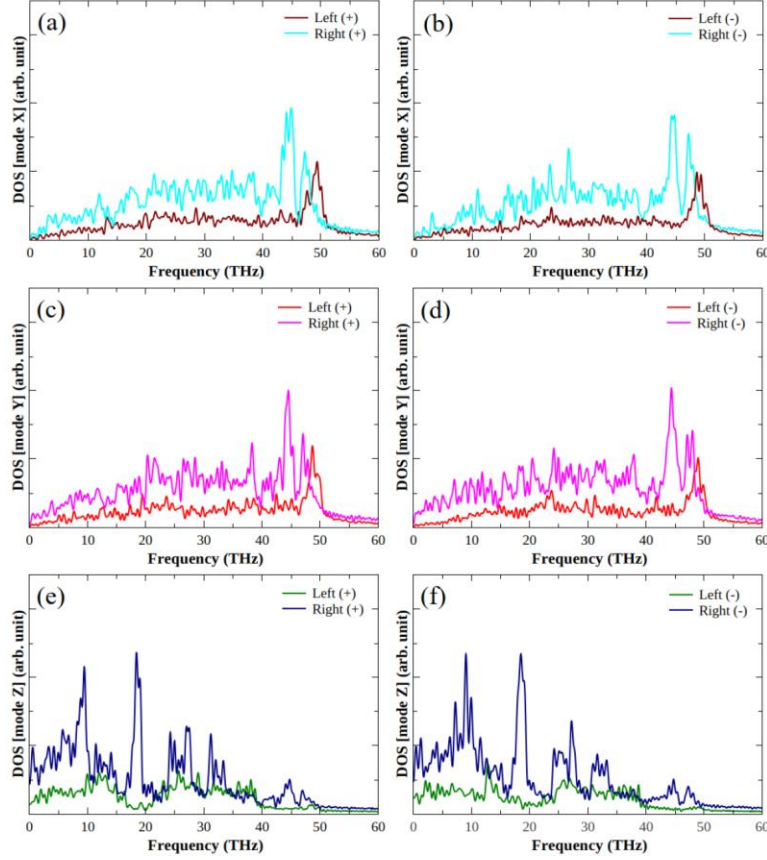 (a)
Left (+)
Right (+)
DOS [mode X] (arb. unit)
0 10 20 30 40 50 60
Frequency (THz)
(b)
Left (-)
Right (-)
DOS [mode X] (arb. unit)
0 10 20 30 40 50 60
Frequency (THz)
(c)
Left (+)
Right (+)
DOS [mode Y] (arb. unit)
0 10 20 30 40 50 60
Frequency (THz)
(d)
Left (-)
Right (-)
DOS [mode Y] (arb. unit)
0 10 20 30 40 50 60
Frequency (THz)
(e)
Left (+)
Right (+)
DOS [mode Z] (arb. unit)
0 10 20 30 40 50 60
Frequency (THz)
(f)
Left (-)
Right (-)
DOS [mode Z] (arb. unit)
0 10 20 30 40 50 60
Frequency (THz)